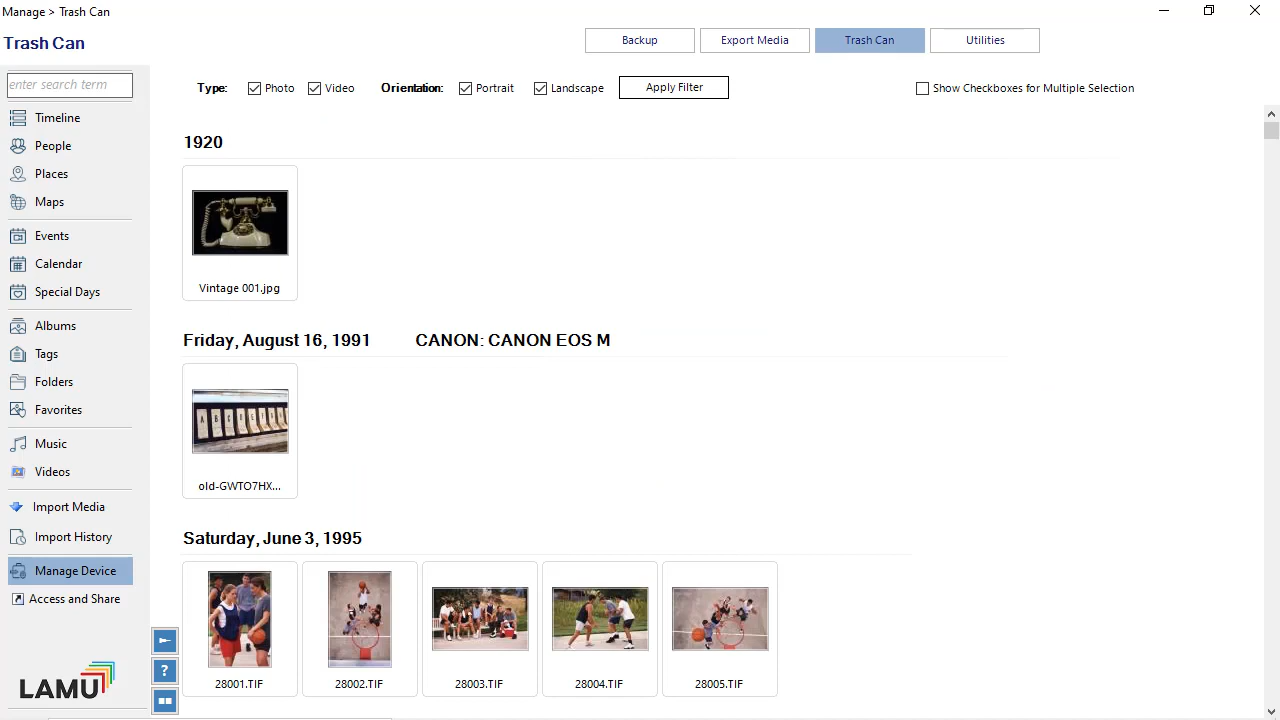 Manage > Trash Can
Trash Can
Backup
Export Media
Trash Can
Utilities
enter search term
Type:
Photo
Video
Orientation:
Portrait
Landscape
Apply Filter
Show Checkboxes for Multiple Selection
Timeline
People
Places
Maps
Events
Calendar
Special Days
Albums
Tags
Folders
Favorites
Music
Videos
Import Media
Import History
Manage Device
Access and Share
LAMU
?
1920
Vintage 001.jpg
Friday, August 16, 1991 CANON: CANON EOS M
A B C E F
old-GWTO7HX...
Saturday, June 3, 1995
28001.TIF
28002.TIF
28003.TIF
28004.TIF
28005.TIF